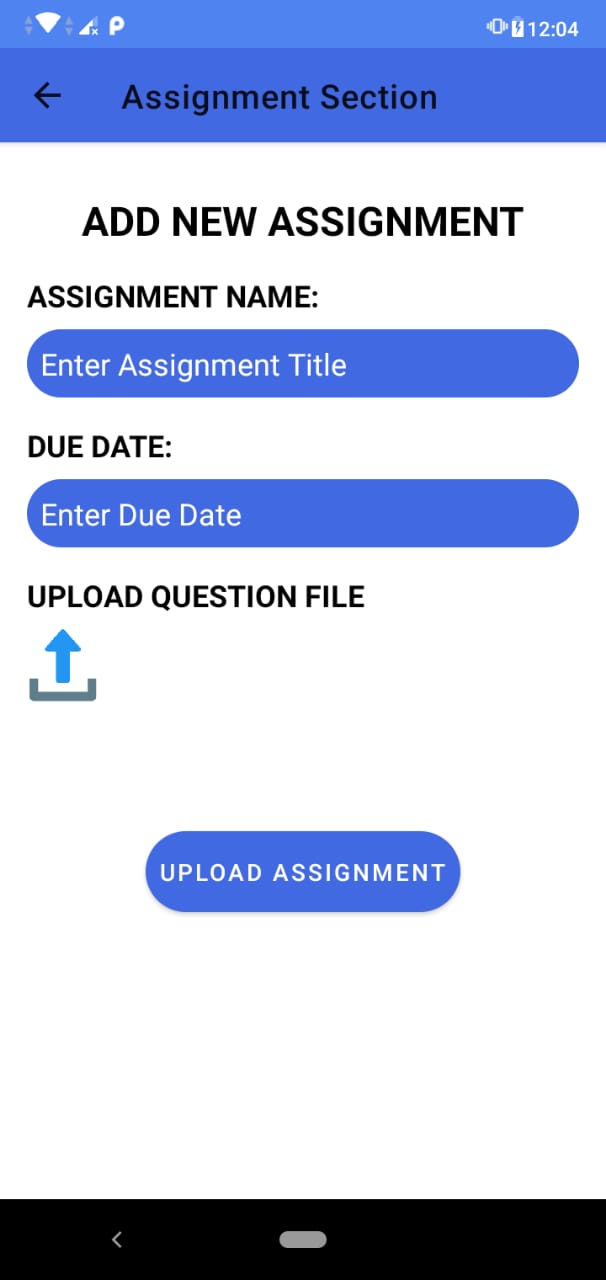 12:04
Assignment Section
ADD NEW ASSIGNMENT
ASSIGNMENT NAME:
Enter Assignment Title
DUE DATE:
Enter Due Date
UPLOAD QUESTION FILE
UPLOAD ASSIGNMENT